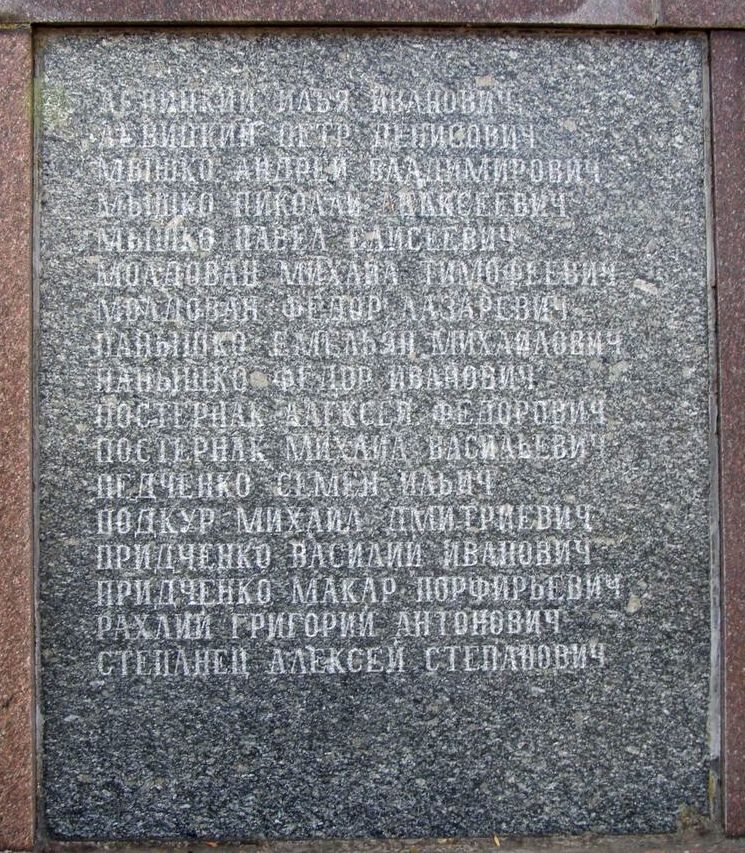 ЛЕВИЦКИЙ ИЛЬЯ ИВАНОВИЧ
ЛЕВИЦКИЙ ПЕТР ДЕНИСОВИЧ
МЫШКО АНДРЕЙ ВЛАДИМИРОВИЧ
МЫШКО НИКОЛАЙ АЛЕКСЕЕВИЧ
МЫШКО ПАВЕЛ ЕЛИСЕЕВИЧ
МОЛДОВАН МИХАИЛ ТИМОФЕЕВИЧ
МОЛДОВАН ФЕДОР ЛАЗАРЕВИЧ
ПАНЫШКО ЕМЕЛЬЯН МИХАЙЛОВИЧ
ПАНЫШКО ФЕДОР ИВАНОВИЧ
ПОСТЕРНАК АЛЕКСЕЙ ФЕДОРОВИЧ
ПОСТЕРНАК МИХАИЛ ВАСИЛЬЕВИЧ
ПЕДЧЕНКО СЕМЕН ИЛЬИЧ
ПОДКУР МИХАИЛ ДМИТРИЕВИЧ
ПРИДЧЕНКО ВАСИЛИЙ ИВАНОВИЧ
ПРИДЧЕНКО МАКАР ПОРФИРЬЕВИЧ
РАХЛИЙ ГРИГОРИЙ АНТОНОВИЧ
СТЕПАНЕЦ АЛЕКСЕЙ СТЕПАНОВИЧ